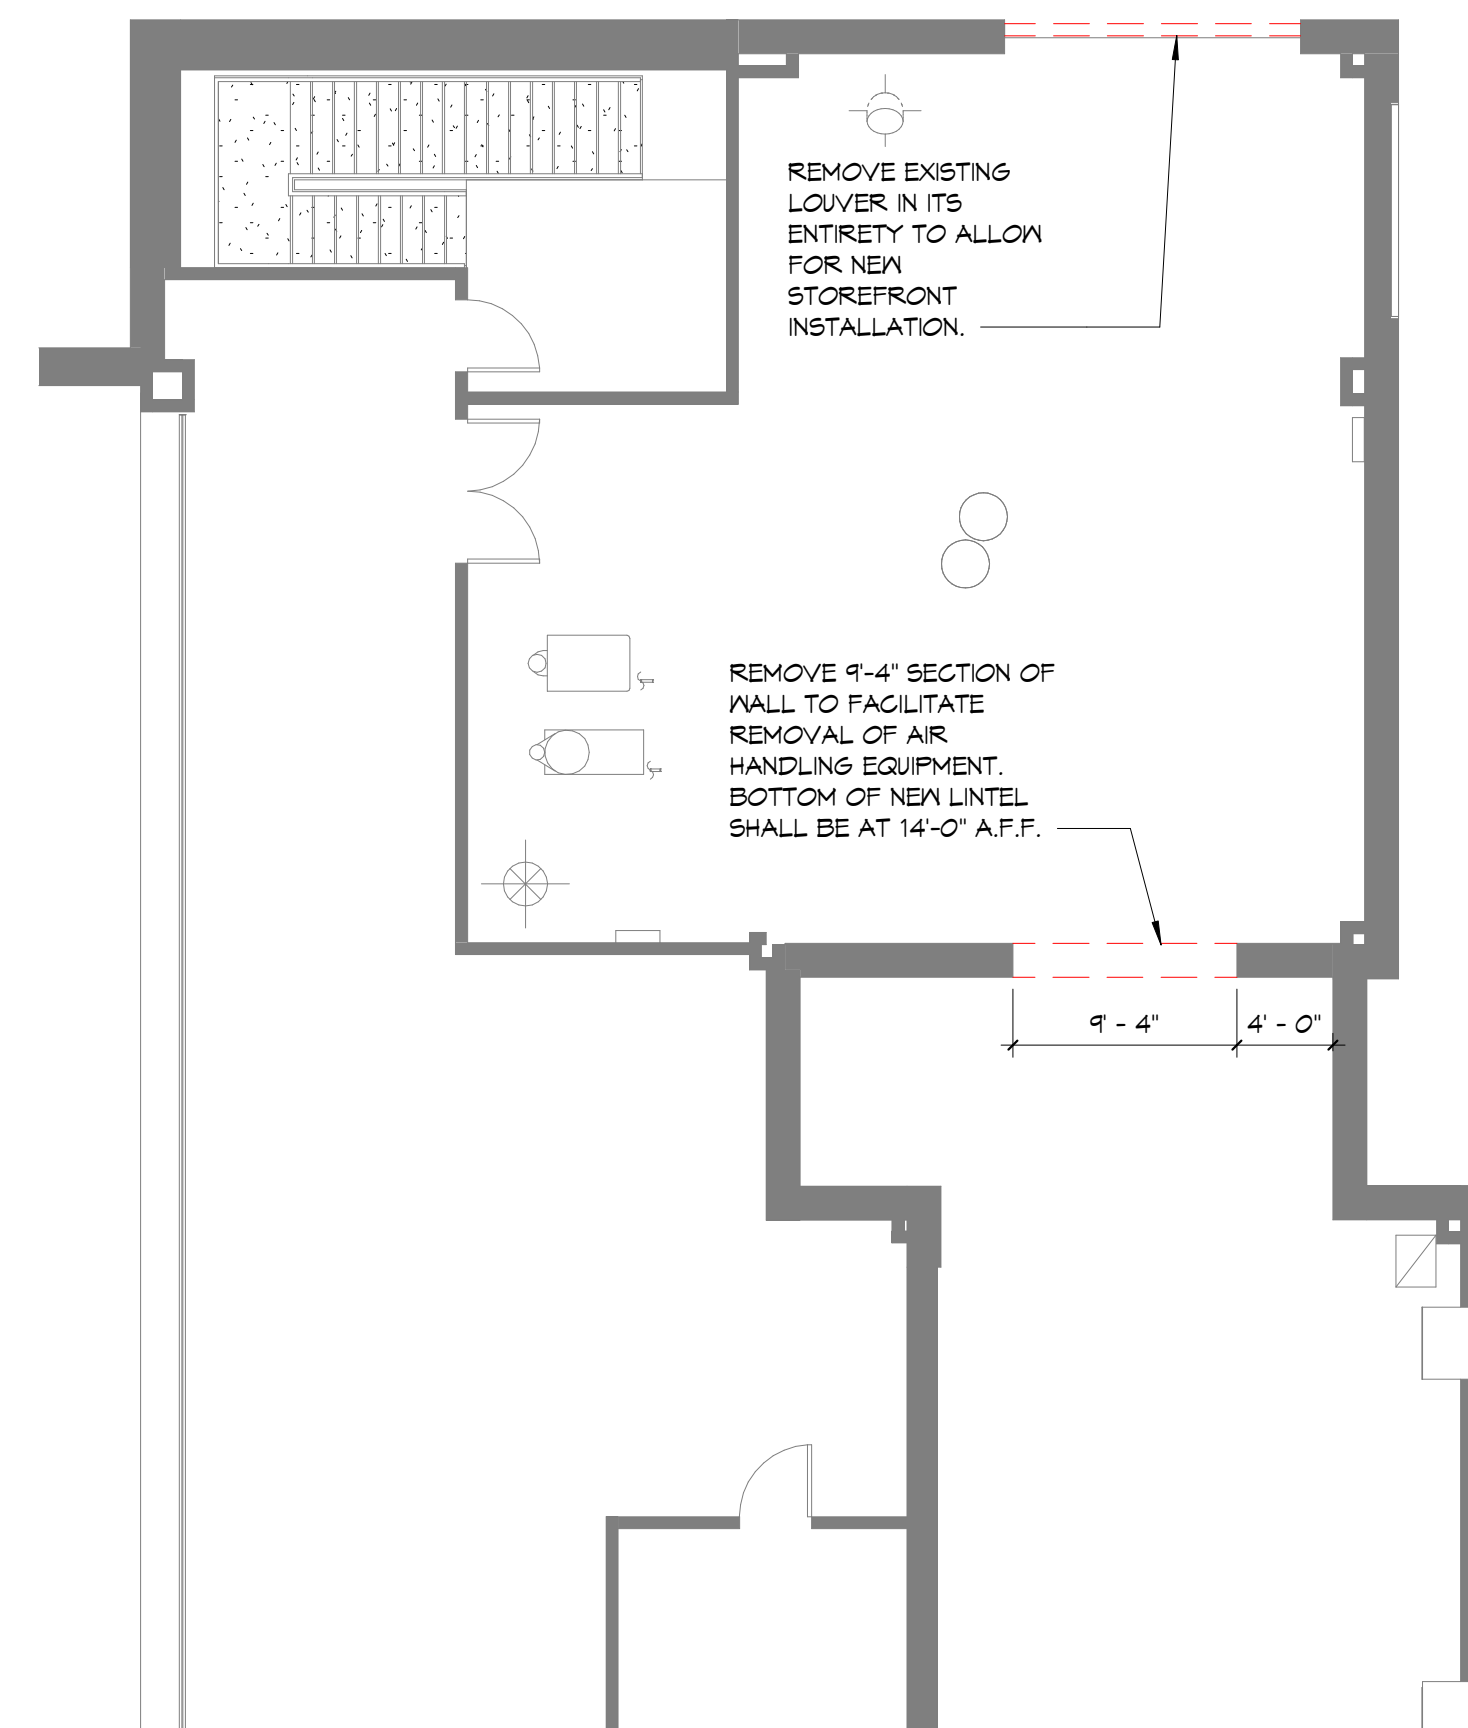 REMOVE EXISTING
LOUVER IN ITS
ENTIRETY TO ALLOW
FOR NEW
STOREFRONT
INSTALLATION.
REMOVE 9'-4" SECTION OF
WALL TO FACILITATE
REMOVAL OF AIR
HANDLING EQUIPMENT.
BOTTOM OF NEW LINTEL
SHALL BE AT 14'-0" A.F.F.
9' - 4"
4' - 0"